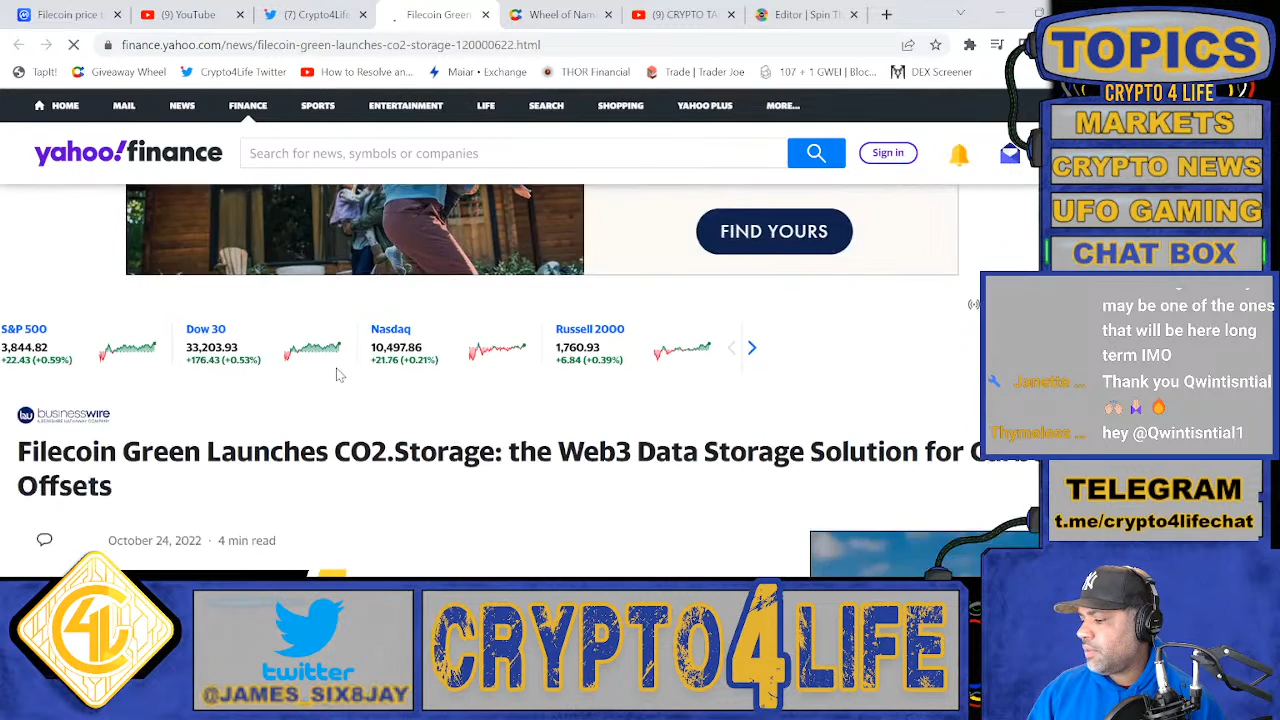 Filecoin price t
(9) YouTube
(7) Crypto4Life
Filecoin Green
Wheel of Nam
(9) CRYPTO TA
Editor | Spin Th
finance.yahoo.com/news/filecoin-green-launches-co2-storage-120000622.html
TapIt!
Giveaway Wheel
Crypto4Life Twitter
How to Resolve an...
Maiar • Exchange
THOR Financial
Trade | Trader Joe
107 + 1 GWEI | Bloc...
DEX Screener
HOME
MAIL
NEWS
FINANCE
SPORTS
ENTERTAINMENT
LIFE
SEARCH
SHOPPING
YAHOO PLUS
MORE...
yahoo!finance
Search for news, symbols or companies
Sign in
FIND YOURS
S&P 500
3,844.82
+22.43 (+0.59%)
Dow 30
33,203.93
+176.43 (+0.53%)
Nasdaq
10,497.86
+21.76 (+0.21%)
Russell 2000
1,760.93
+6.84 (+0.39%)
businesswire
A BERKSHIRE HATHAWAY COMPANY
Filecoin Green Launches CO2.Storage: the Web3 Data Storage Solution for
Offsets
October 24, 2022 · 4 min read
TOPICS
CRYPTO 4 LIFE
MARKETS
CRYPTO NEWS
UFO GAMING
CHAT BOX
may be one of the ones
that will be here long
term IMO
Junette ...
Thank you Qwintisntial
Thymeless ...
hey @Qwintisntial1
TELEGRAM
t.me/crypto4lifechat
C4L
twitter
@JAMES_SIX8JAY
CRYPTO4LIFE